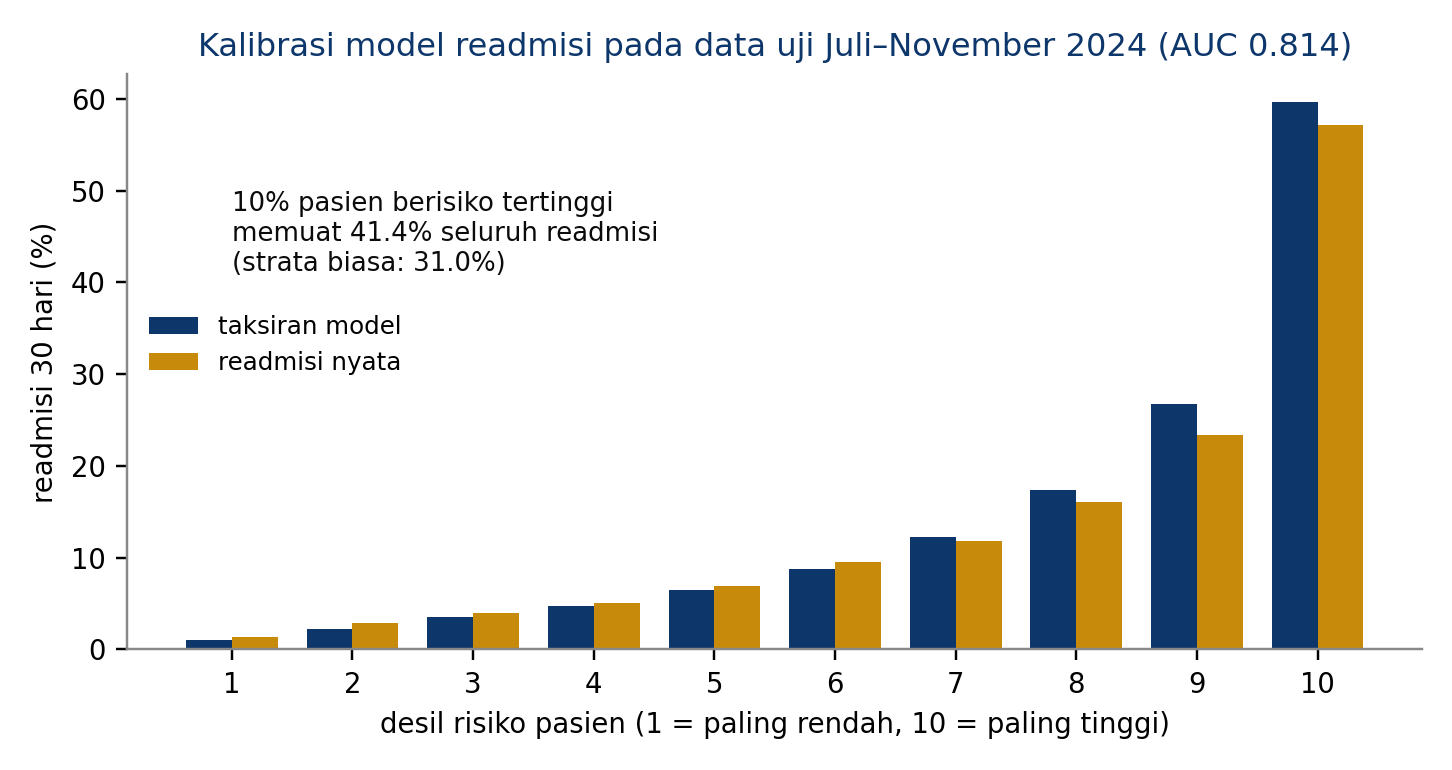 Kalibrasi model readmisi pada data uji Juli–November 2024 (AUC 0.814)
readmisi 30 hari (%)
60
50
40
30
20
10
0
10% pasien berisiko tertinggi
memuat 41.4% seluruh readmisi
(strata biasa: 31.0%)
taksiran model
readmisi nyata
1 2 3 4 5 6 7 8 9 10
desil risiko pasien (1 = paling rendah, 10 = paling tinggi)